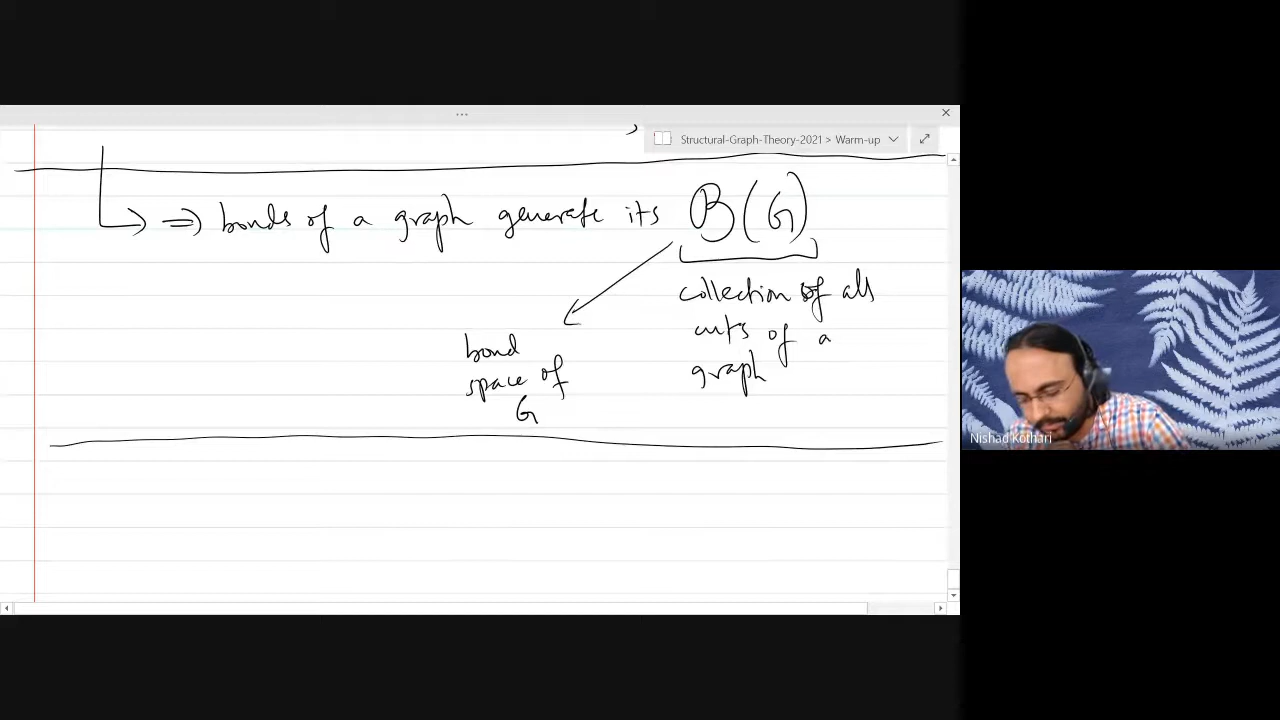 Structural-Graph-Theory-2021 > Warm-up
⇒ bonds of a graph generate its B(G)
collection of all
cuts of a
graph
bond
space of
G
Nishad Kothari